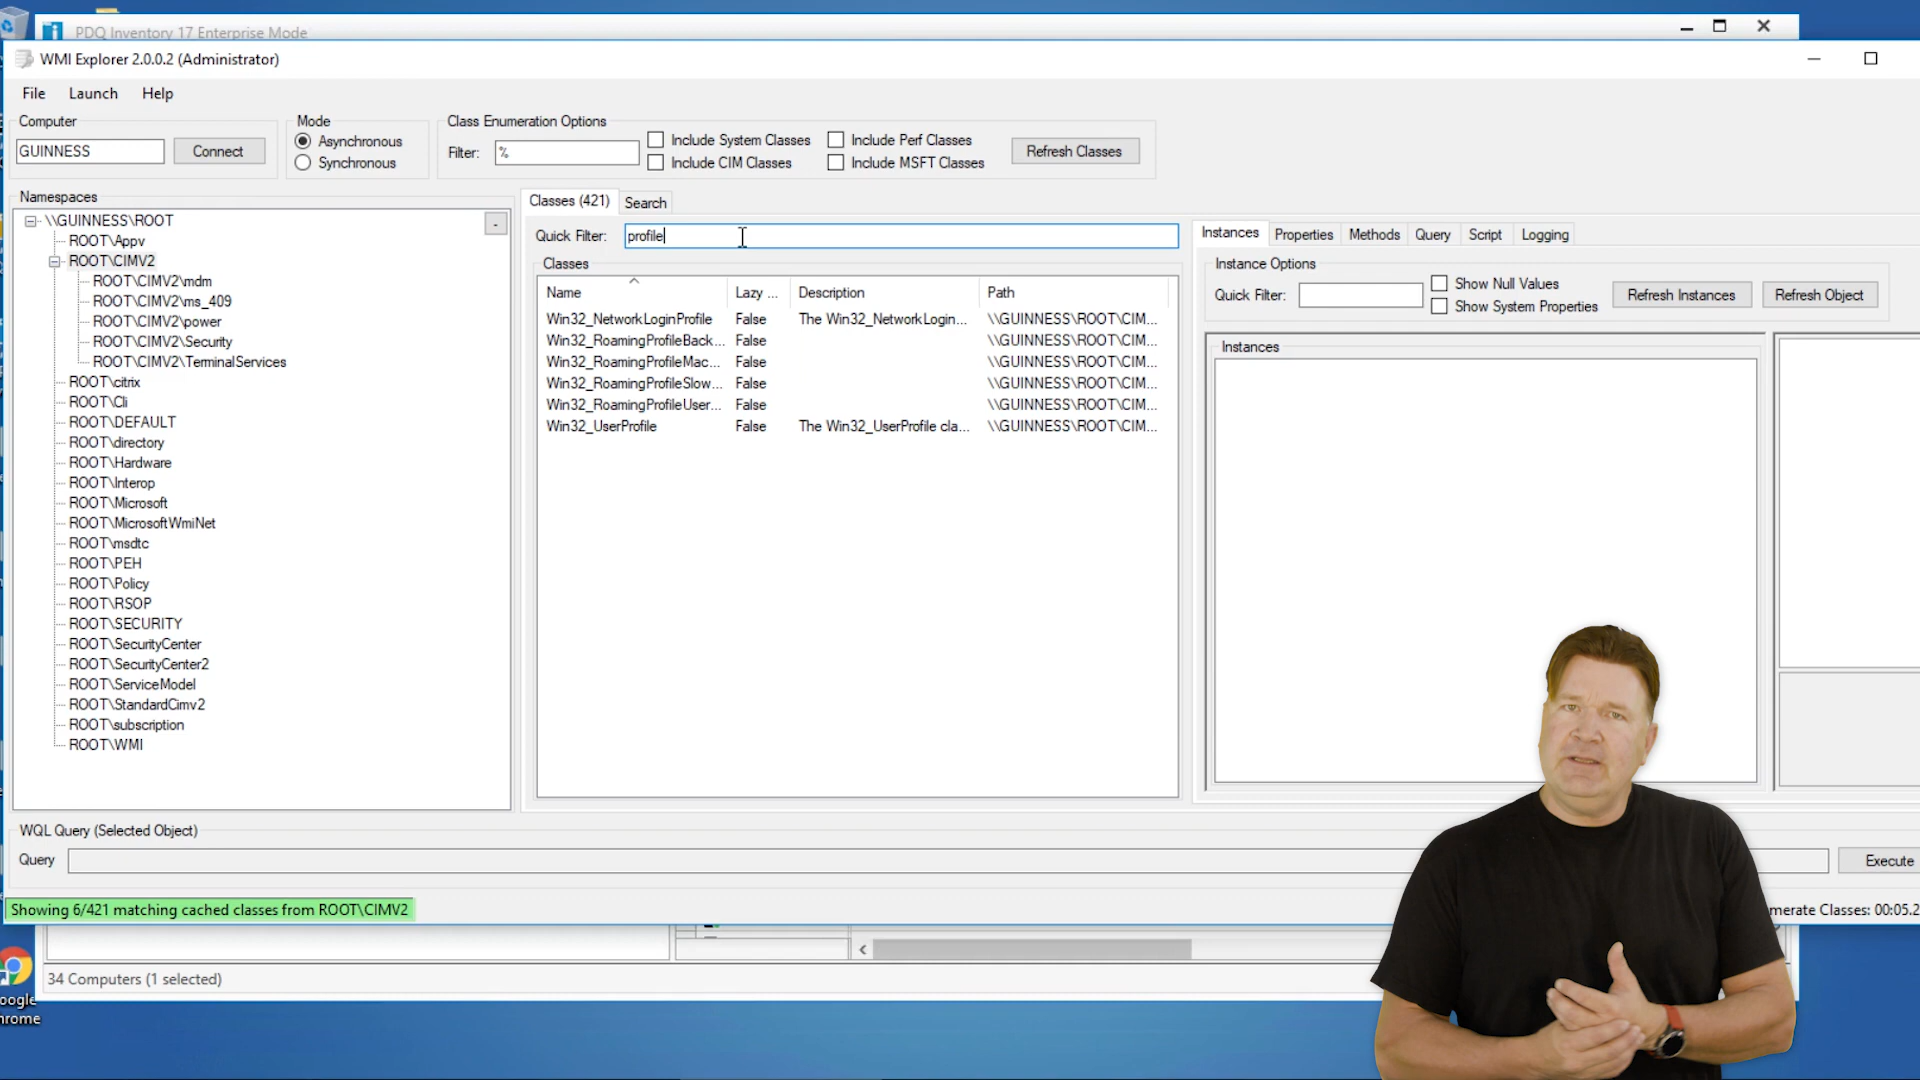 PDQ Inventory 17 Enterprise Mode
WMI Explorer 2.0.0.2 (Administrator)
File Launch Help
Computer
GUINNESS
Connect
Mode
Asynchronous
Synchronous
Class Enumeration Options
Filter: %
Include System Classes
Include CIM Classes
Include Perf Classes
Include MSFT Classes
Refresh Classes
Namespaces
\\GUINNESS\ROOT
ROOT\Appv
ROOT\CIMV2
ROOT\CIMV2\mdm
ROOT\CIMV2\ms_409
ROOT\CIMV2\power
ROOT\CIMV2\Security
ROOT\CIMV2\TerminalServices
ROOT\citrix
ROOT\Cli
ROOT\DEFAULT
ROOT\directory
ROOT\Hardware
ROOT\Interop
ROOT\Microsoft
ROOT\MicrosoftWmiNet
ROOT\msdtc
ROOT\PEH
ROOT\Policy
ROOT\RSOP
ROOT\SECURITY
ROOT\SecurityCenter
ROOT\SecurityCenter2
ROOT\ServiceModel
ROOT\StandardCimv2
ROOT\subscription
ROOT\WMI
-
Classes (421) Search
Quick Filter: profile
Classes
Name Lazy ... Description Path
Win32_NetworkLoginProfile False The Win32_NetworkLogin... \\GUINNESS\ROOT\CIM...
Win32_RoamingProfileBack... False \\GUINNESS\ROOT\CIM...
Win32_RoamingProfileMac... False \\GUINNESS\ROOT\CIM...
Win32_RoamingProfileSlow... False \\GUINNESS\ROOT\CIM...
Win32_RoamingProfileUser... False \\GUINNESS\ROOT\CIM...
Win32_UserProfile False The Win32_UserProfile cla... \\GUINNESS\ROOT\CIM...
Instances Properties Methods Query Script Logging
Instance Options
Quick Filter:
Show Null Values
Show System Properties
Refresh Instances
Refresh Object
Instances
WQL Query (Selected Object)
Query
Execute
Showing 6/421 matching cached classes from ROOT\CIMV2
merate Classes: 00:05.2
34 Computers (1 selected)
oogle
hrome